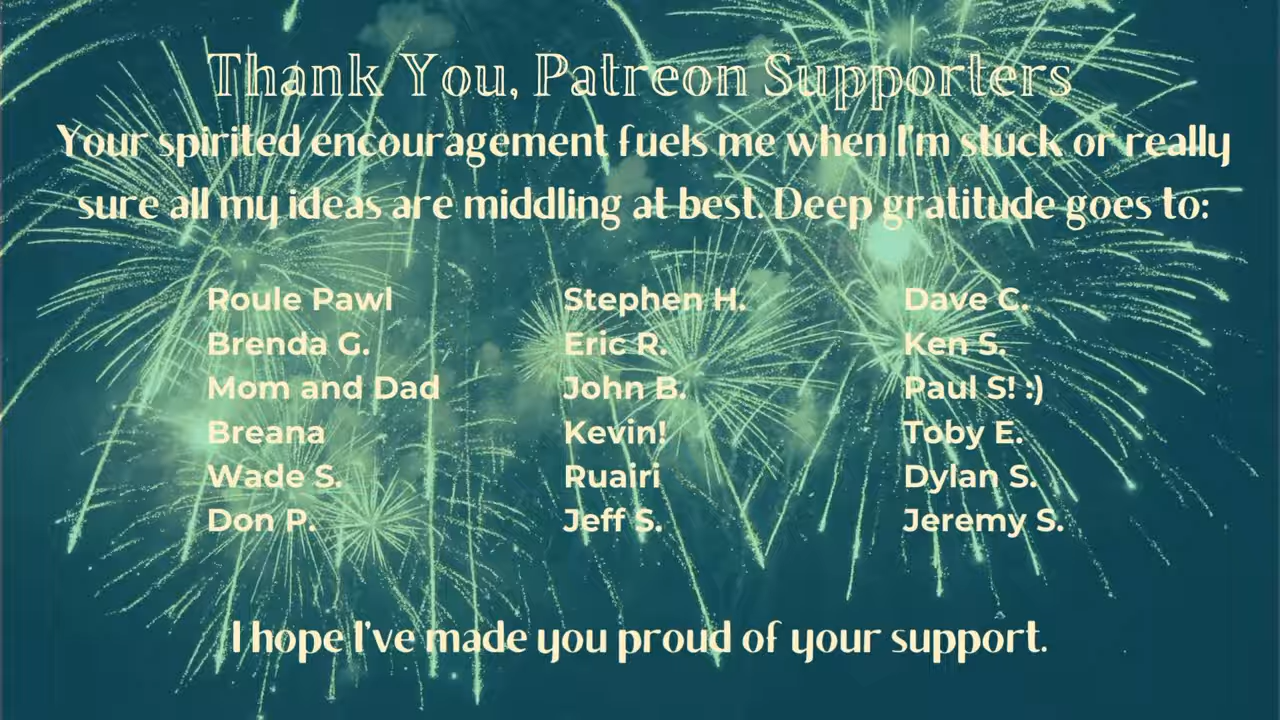 Thank You, Patreon Supporters
Your spirited encouragement fuels me when I'm stuck or really
sure all my ideas are middling at best. Deep gratitude goes to:
Roule Pawl
Brenda G.
Mom and Dad
Breana
Wade S.
Don P.
Stephen H.
Eric R.
John B.
Kevin!
Ruairi
Jeff S.
Dave C.
Ken S.
Paul S! :)
Toby E.
Dylan S.
Jeremy S.
I hope I've made you proud of your support.